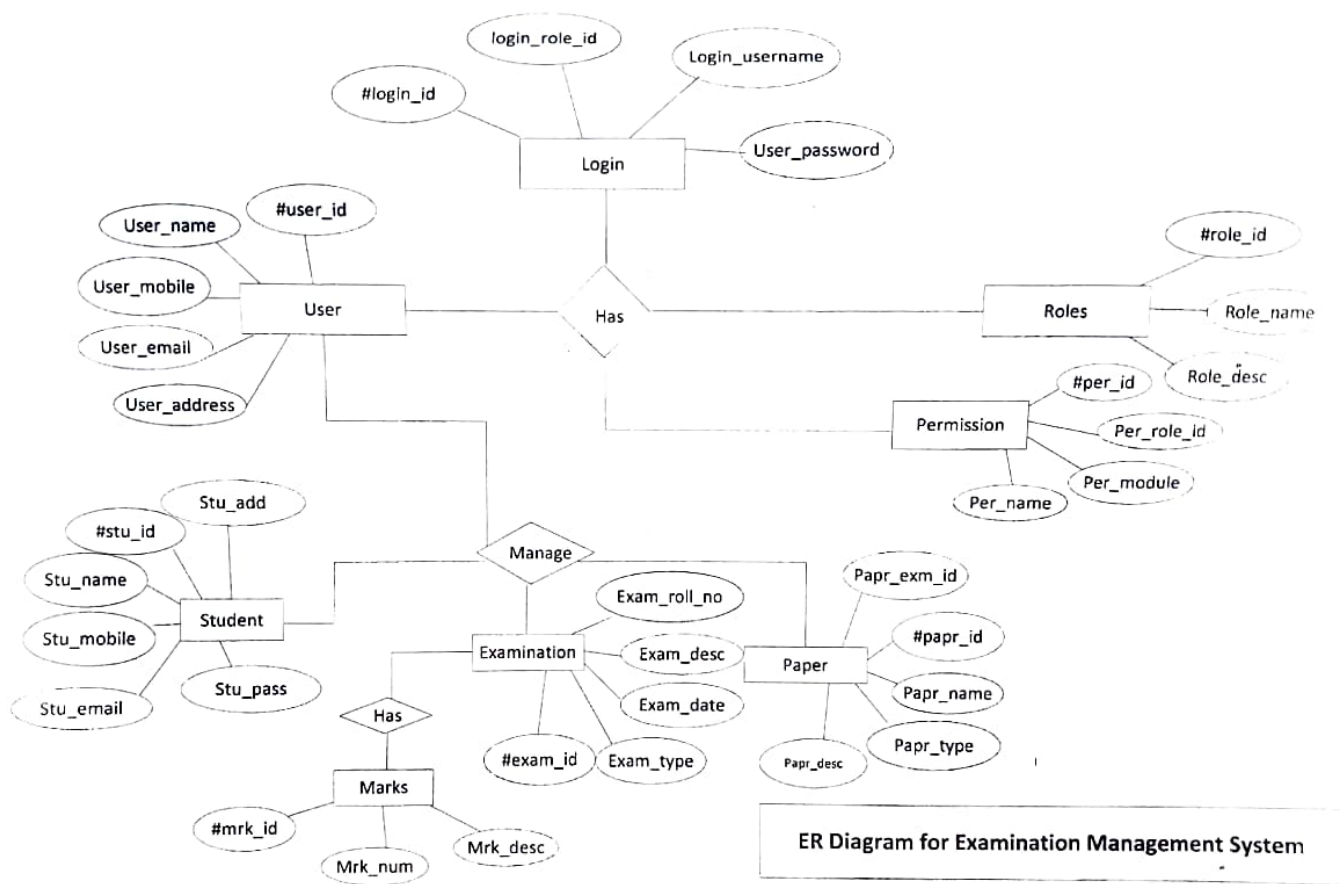 login_role_id
Login_username
#login_id
User_password
Login
#user_id
User_name
#role_id
User_mobile
User
Has
Roles
Role_name
User_email
Role_desc
#per_id
User_address
Permission
Per_role_id
Per_module
Per_name
Stu_add
#stu_id
Manage
Stu_name
Papr_exm_id
Exam_roll_no
Student
Stu_mobile
#papr_id
Examination
Exam_desc
Paper
Stu_pass
Papr_name
Stu_email
Exam_date
Has
Papr_type
#exam_id
Exam_type
Papr_desc
Marks
#mrk_id
Mrk_desc
Mrk_num
ER Diagram for Examination Management System